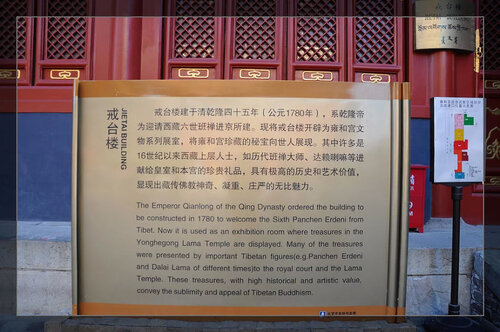 戒台楼
JIETAI BUILDING
戒台楼建于清乾隆四十五年（公元1780年），系乾隆帝
为迎请西藏六世班禅进京所建。现将戒台楼开辟为雍和宫文
物系列展室，将雍和宫珍藏的秘宝向世人展现。其中许多是
16世纪以来西藏上层人士，如历代班禅大师、达赖喇嘛等进
献给皇室和本宫的珍贵礼品，具有极高的历史和艺术价值，
显现出藏传佛教神奇、凝重、庄严的无比魅力。
The Emperor Qianlong of the Qing Dynasty ordered the building to
be constructed in 1780 to welcome the Sixth Panchen Erdeni from
Tibet. Now it is used as an exhibition room where treasures in the
Yonghegong Lama Temple are displayed. Many of the treasures
were presented by important Tibetan figures(e.g.Panchen Erdeni
and Dalai Lama of different times)to the royal court and the Lama
Temple. These treasures, with high historical and artistic value,
convey the sublimity and appeal of Tibetan Buddhism.